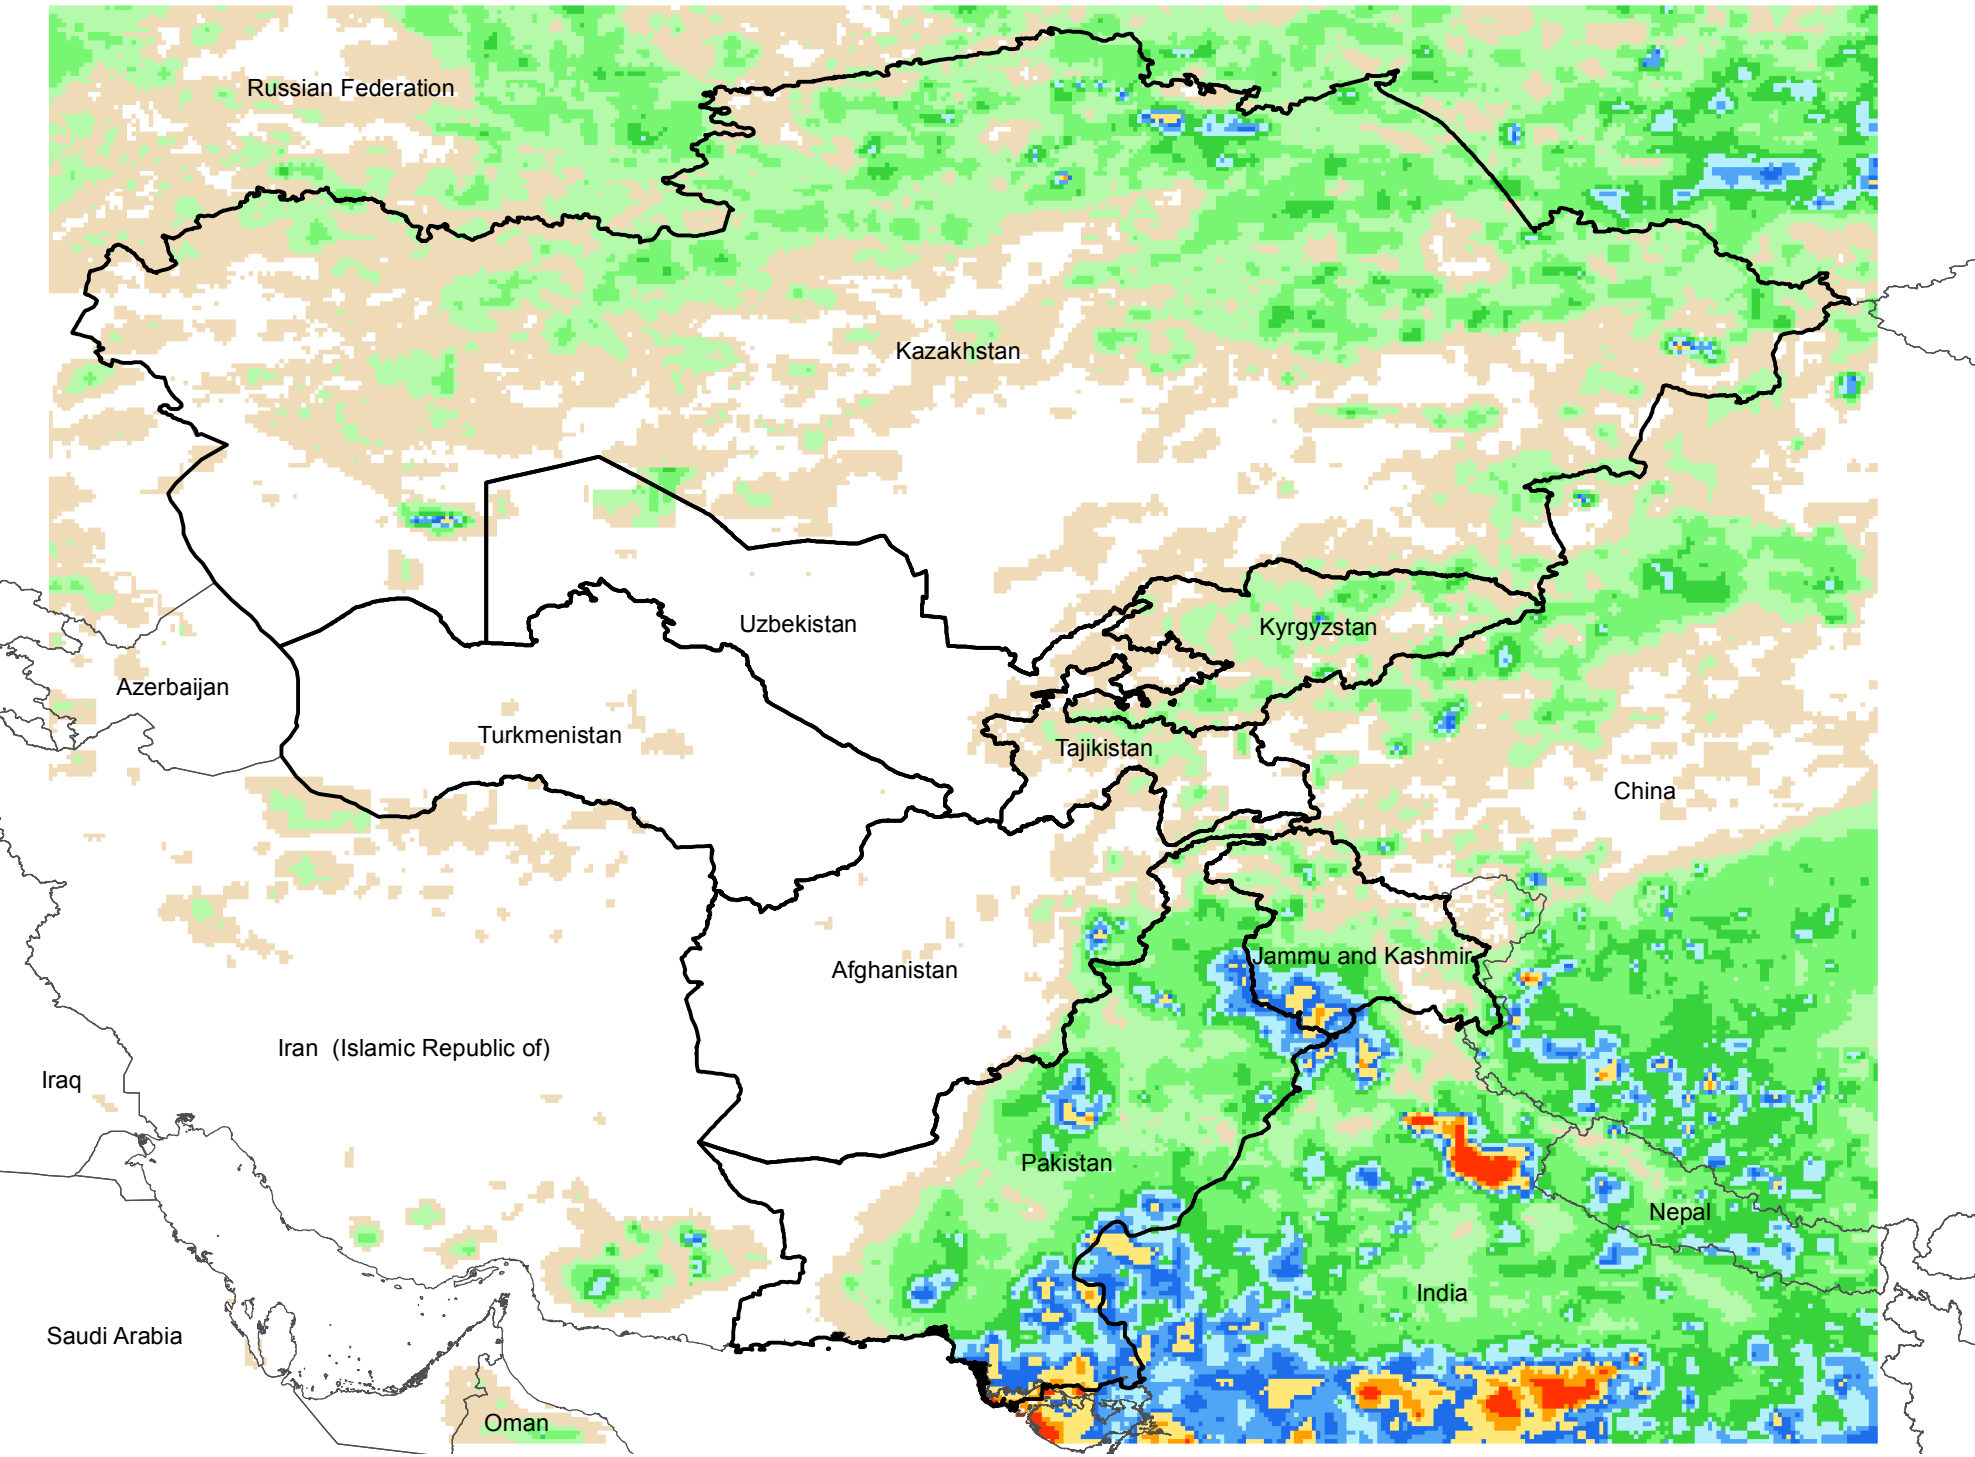 Russian Federation
Kazakhstan
Uzbekistan
Kyrgyzstan
Azerbaijan
Turkmenistan
Tajikistan
China
Jammu and Kashmir
Afghanistan
Iran  (Islamic Republic of)
Iraq
Pakistan
Nepal
India
Saudi Arabia
Oman